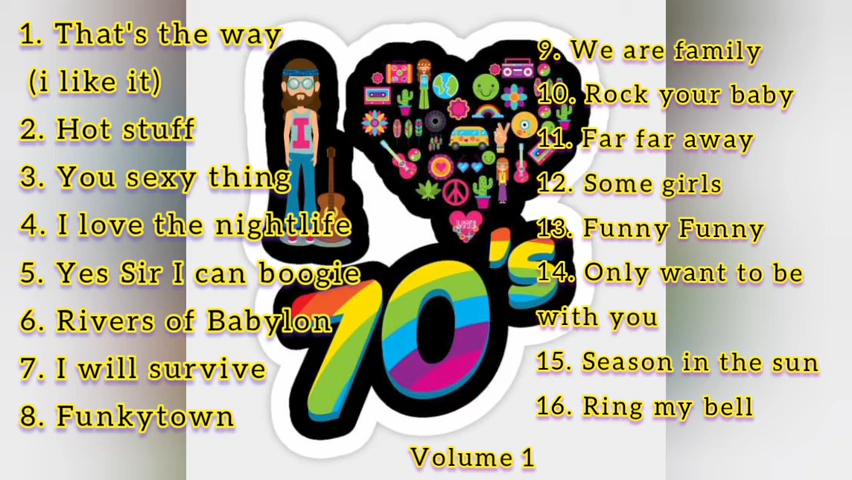 1. That's the way
(i like it)
2. Hot stuff
3. You sexy thing
4. I love the nightlife
5. Yes Sir I can boogie
6. Rivers of Babylon
7. I will survive
8. Funkytown
I
70's
9. We are family
10. Rock your baby
11. Far far away
12. Some girls
13. Funny Funny
14. Only want to be
with you
15. Season in the sun
16. Ring my bell
Volume 1